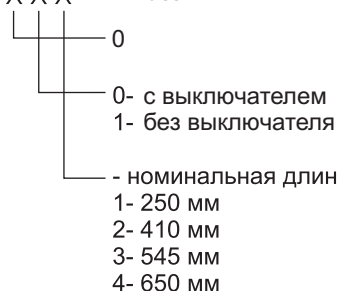 X X X
0
0- с выключателем
1- без выключателя
- номинальная длин
1- 250 мм
2- 410 мм
3- 545 мм
4- 650 мм